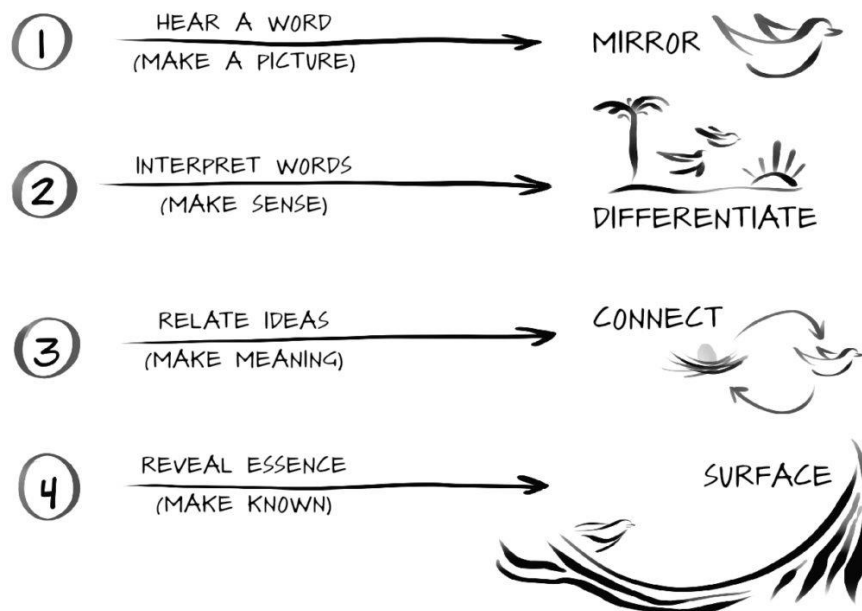 1
HEAR A WORD
(MAKE A PICTURE)
MIRROR
2
INTERPRET WORDS
(MAKE SENSE)
DIFFERENTIATE
3
RELATE IDEAS
(MAKE MEANING)
CONNECT
4
REVEAL ESSENCE
(MAKE KNOWN)
SURFACE